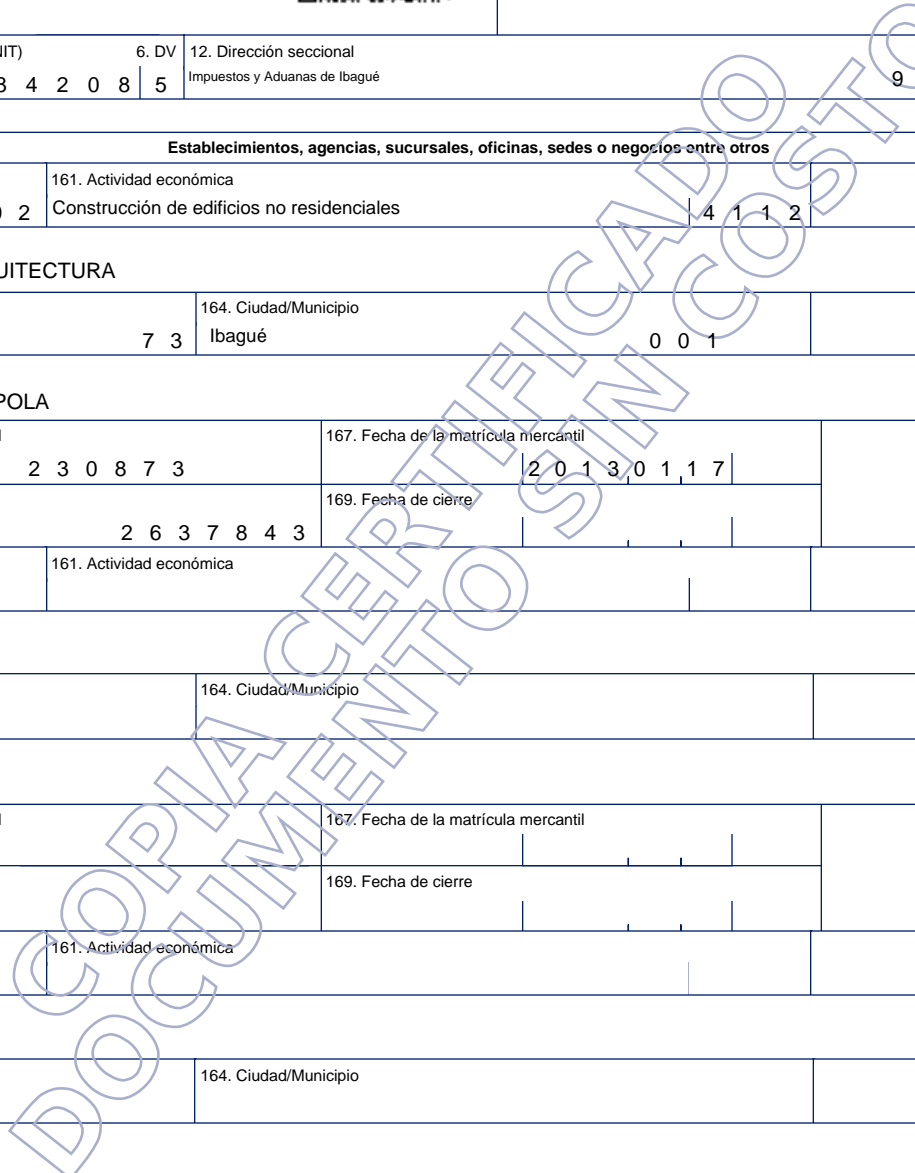 NIT) 6. DV 12. Dirección seccional
3 4 2 0 8 5 Impuestos y Aduanas de Ibagué 9
Establecimientos, agencias, sucursales, oficinas, sedes o negocios entre otros
161. Actividad económica
2 Construcción de edificios no residenciales 4 1 1 2
UITECTURA
164. Ciudad/Municipio
7 3 Ibagué 0 0 1
POLA
167. Fecha de la matrícula mercantil
2 3 0 8 7 3 2 0 1 3 0 1 1 7
169. Fecha de cierre
2 6 3 7 8 4 3
161. Actividad económica
164. Ciudad/Municipio
167. Fecha de la matrícula mercantil
169. Fecha de cierre
161. Actividad económica
164. Ciudad/Municipio
COPIA CERTIFICADO
DOCUMENTO SIN COSTO